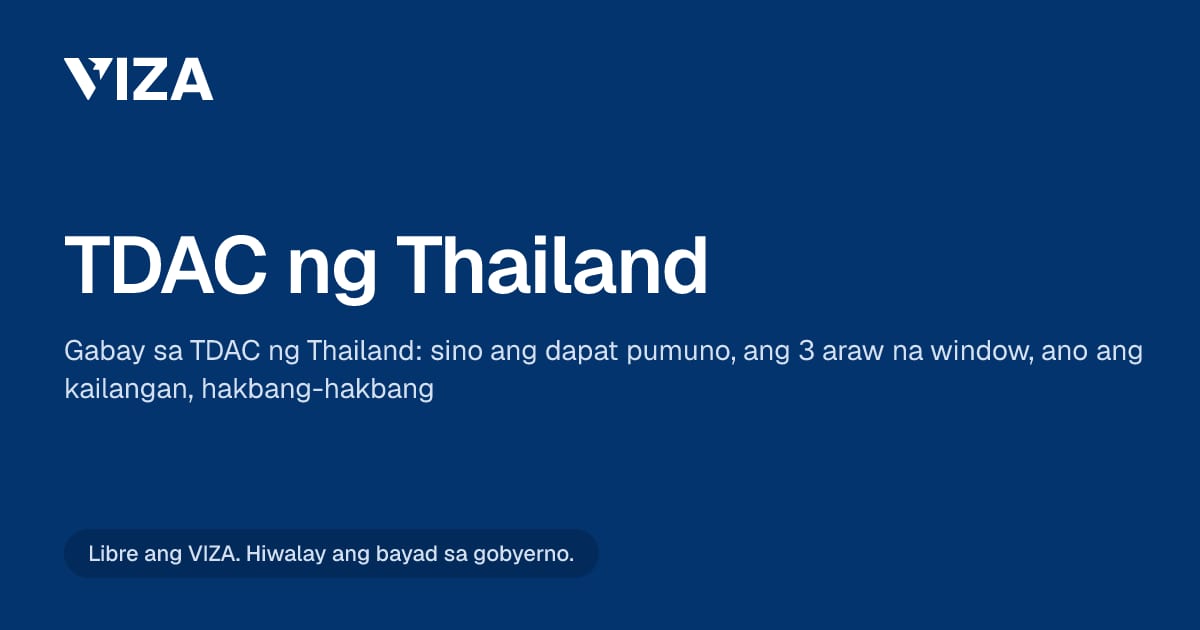 VIZA
TDAC ng Thailand
Gabay sa TDAC ng Thailand: sino ang dapat pumuno, ang 3 araw na window, ano ang
kailangan, hakbang-hakbang
Libre ang VIZA. Hiwalay ang bayad sa gobyerno.